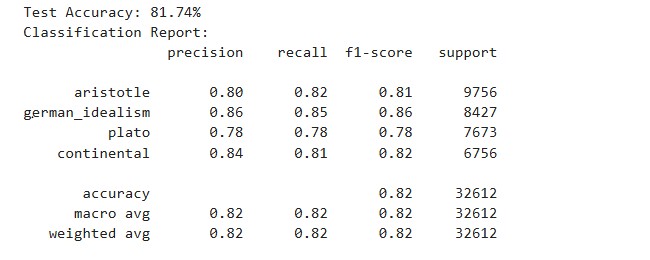 Test Accuracy: 81.74%
Classification Report:
precision recall f1-score support
aristotle 0.80 0.82 0.81 9756
german_idealism 0.86 0.85 0.86 8427
plato 0.78 0.78 0.78 7673
continental 0.84 0.81 0.82 6756
accuracy 0.82 32612
macro avg 0.82 0.82 0.82 32612
weighted avg 0.82 0.82 0.82 32612